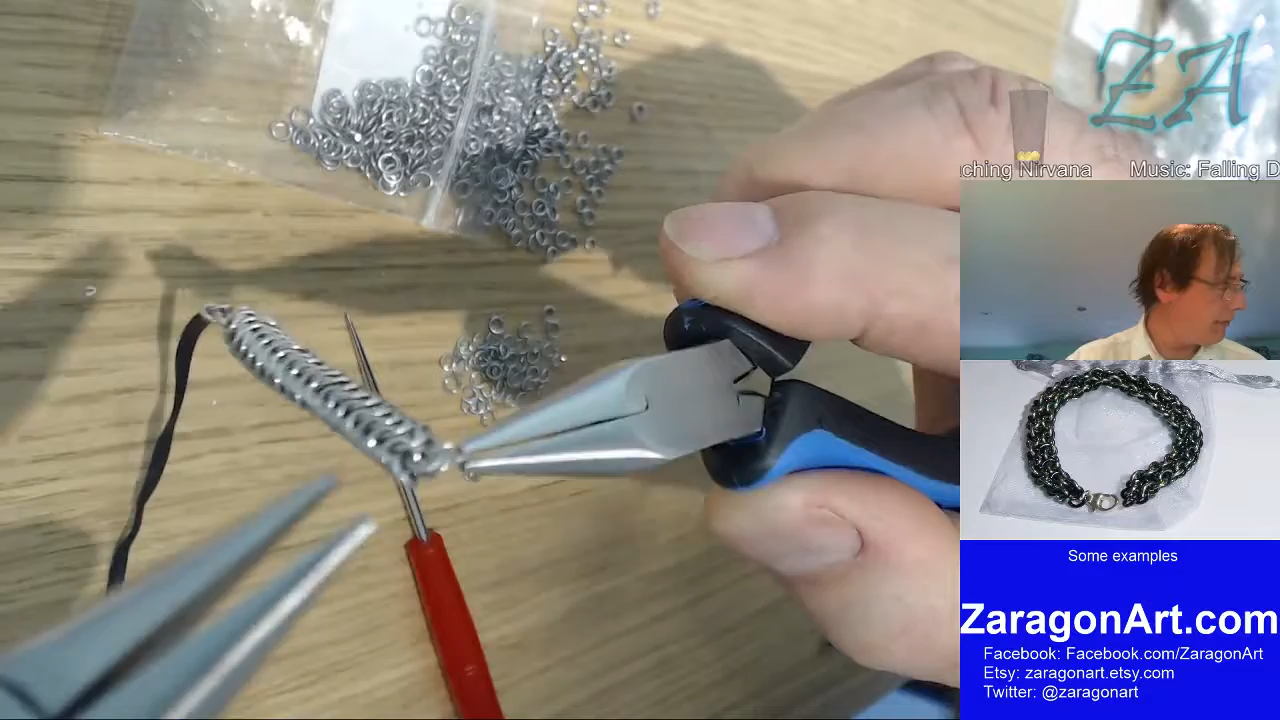 ZA
ching Nirvana Music: Falling D
Some examples
ZaragonArt.com
Facebook: Facebook.com/ZaragonArt
Etsy: zaragonart.etsy.com
Twitter: @zaragonart